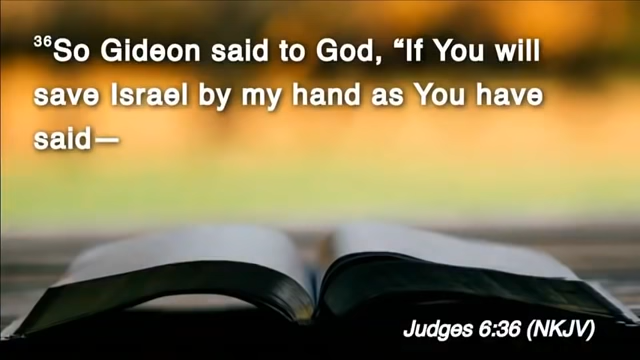 ³⁶So Gideon said to God, “If You will
save Israel by my hand as You have
said—
Judges 6:36 (NKJV)